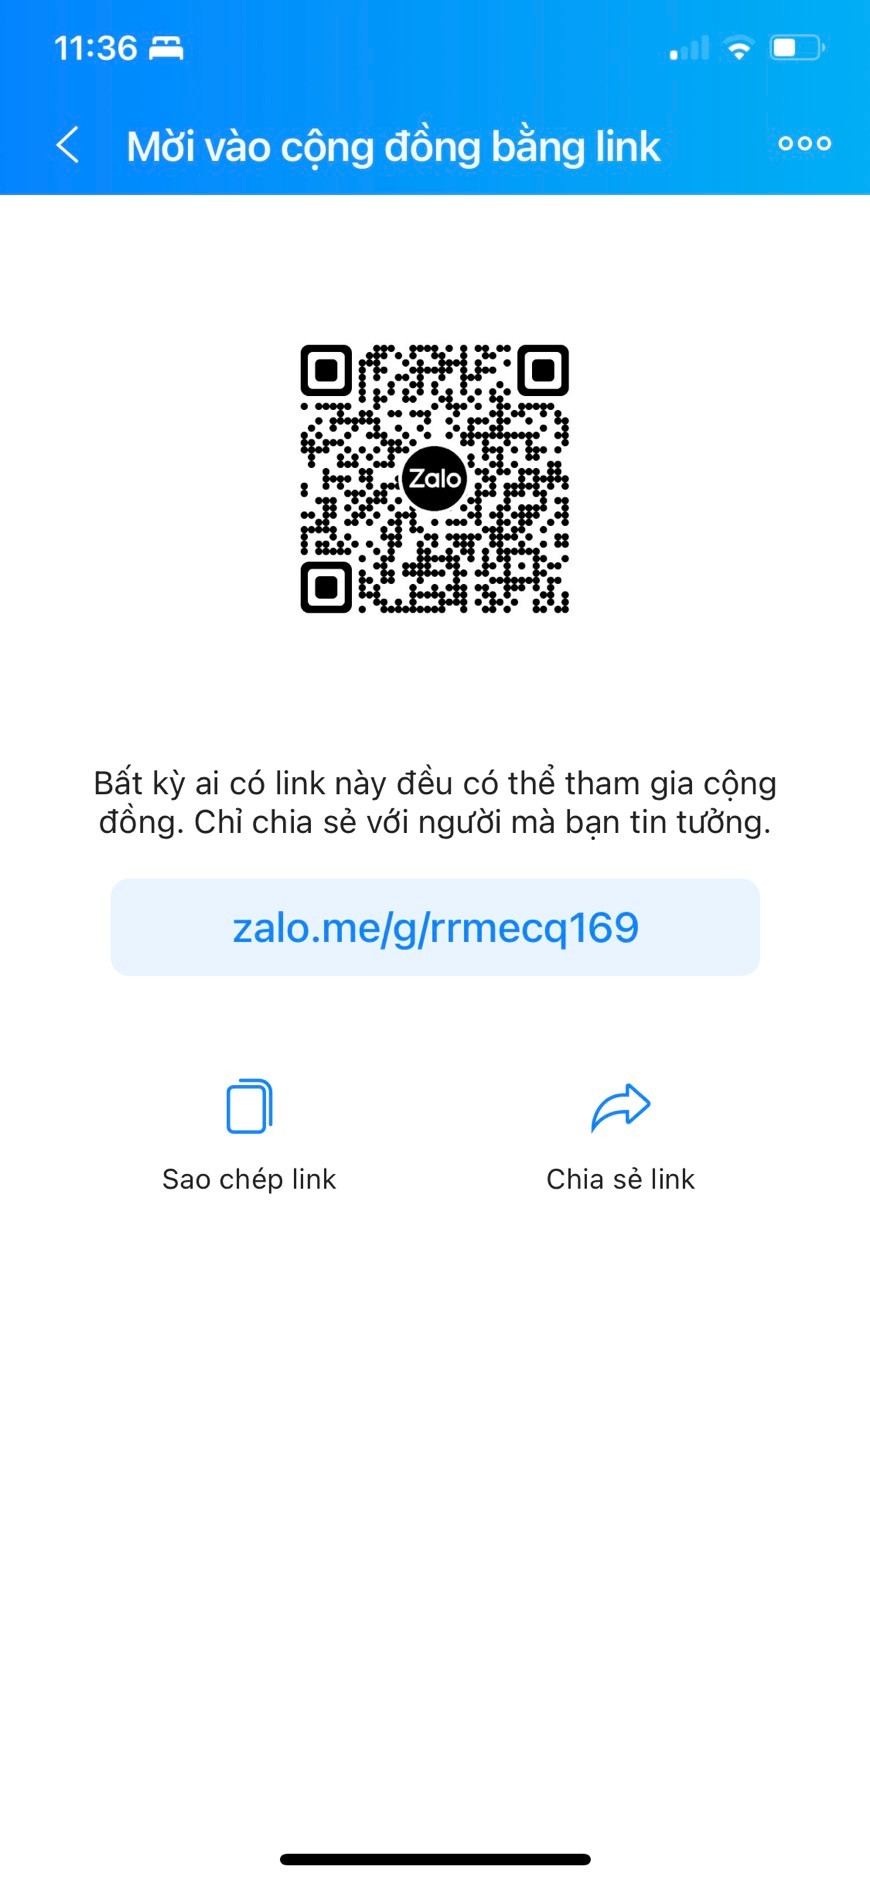 11:36
Mời vào cộng đồng bằng link
Zalo
Bất kỳ ai có link này đều có thể tham gia cộng
đồng. Chỉ chia sẻ với người mà bạn tin tưởng.
zalo.me/g/rrmecq169
Sao chép link
Chia sẻ link